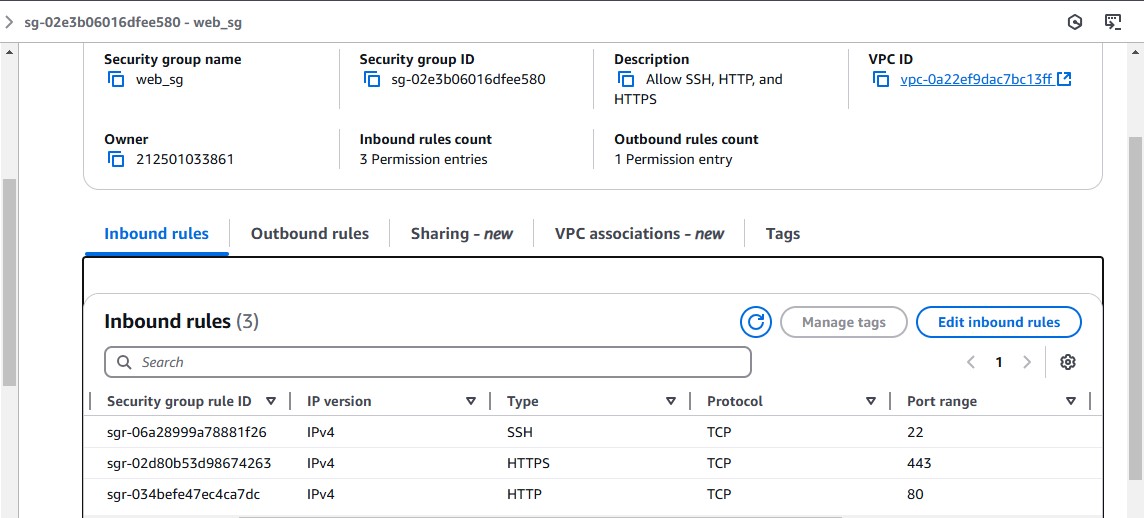 sg-02e3b06016dfee580 - web_sg
Security group name Security group ID Description VPC ID
web_sg sg-02e3b06016dfee580 Allow SSH, HTTP, and vpc-0a22ef9dac7bc13ff
HTTPS
Owner Inbound rules count Outbound rules count
212501033861 3 Permission entries 1 Permission entry
Inbound rules Outbound rules Sharing - new VPC associations - new Tags
Inbound rules (3) Manage tags Edit inbound rules
Search 1
Security group rule ID IP version Type Protocol Port range
sgr-06a28999a78881f26 IPv4 SSH TCP 22
sgr-02d80b53d98674263 IPv4 HTTPS TCP 443
sgr-034befe47ec4ca7dc IPv4 HTTP TCP 80